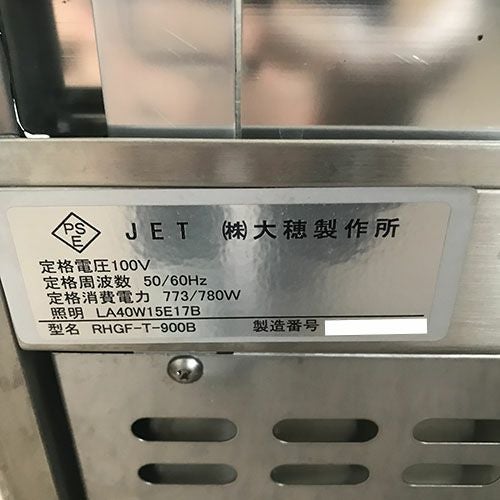 PSE JET ㈱大穂製作所
定格電圧100V
定格周波数 50/60Hz
定格消費電力 773/780W
照明 LA40W15E17B
型名 RHGF-T-900B 製造番号